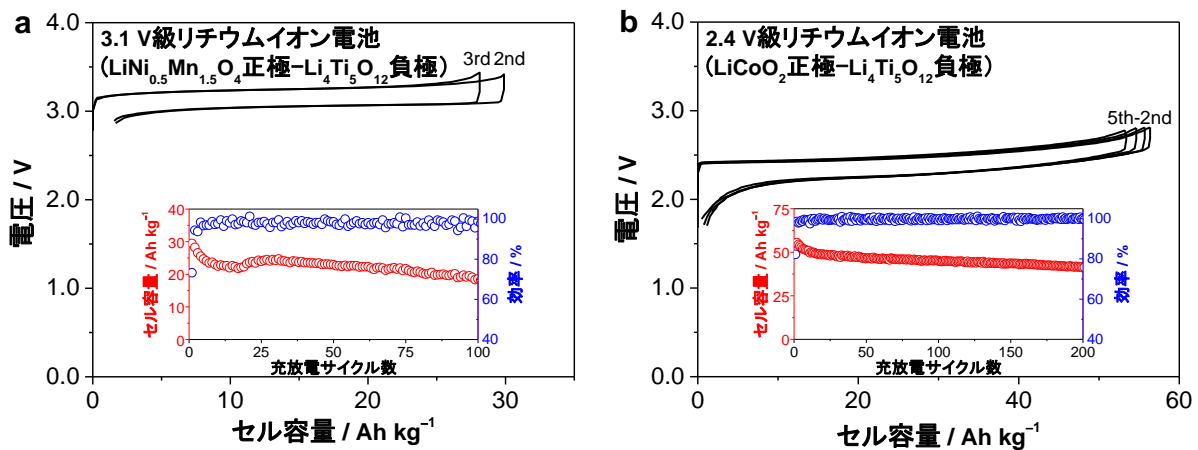 a
3.1 V級リチウムイオン電池
（LiNi0.5Mn1.5O4正極−Li4Ti5O12負極）
3rd 2nd
4.0
3.0
2.0
1.0
0.0
電圧 / V
0
10
20
30
セル容量 / Ah kg−1
40
30
20
10
0
セル容量 / Ah kg−1
100
80
60
40
効率 / %
0
25
50
75
100
充放電サイクル数
b
2.4 V級リチウムイオン電池
（LiCoO2正極−Li4Ti5O12負極）
5th-2nd
4.0
3.0
2.0
1.0
0.0
電圧 / V
0
20
40
60
セル容量 / Ah kg−1
75
50
25
0
セル容量 / Ah kg−1
100
80
60
40
効率 / %
0
50
100
150
200
充放電サイクル数